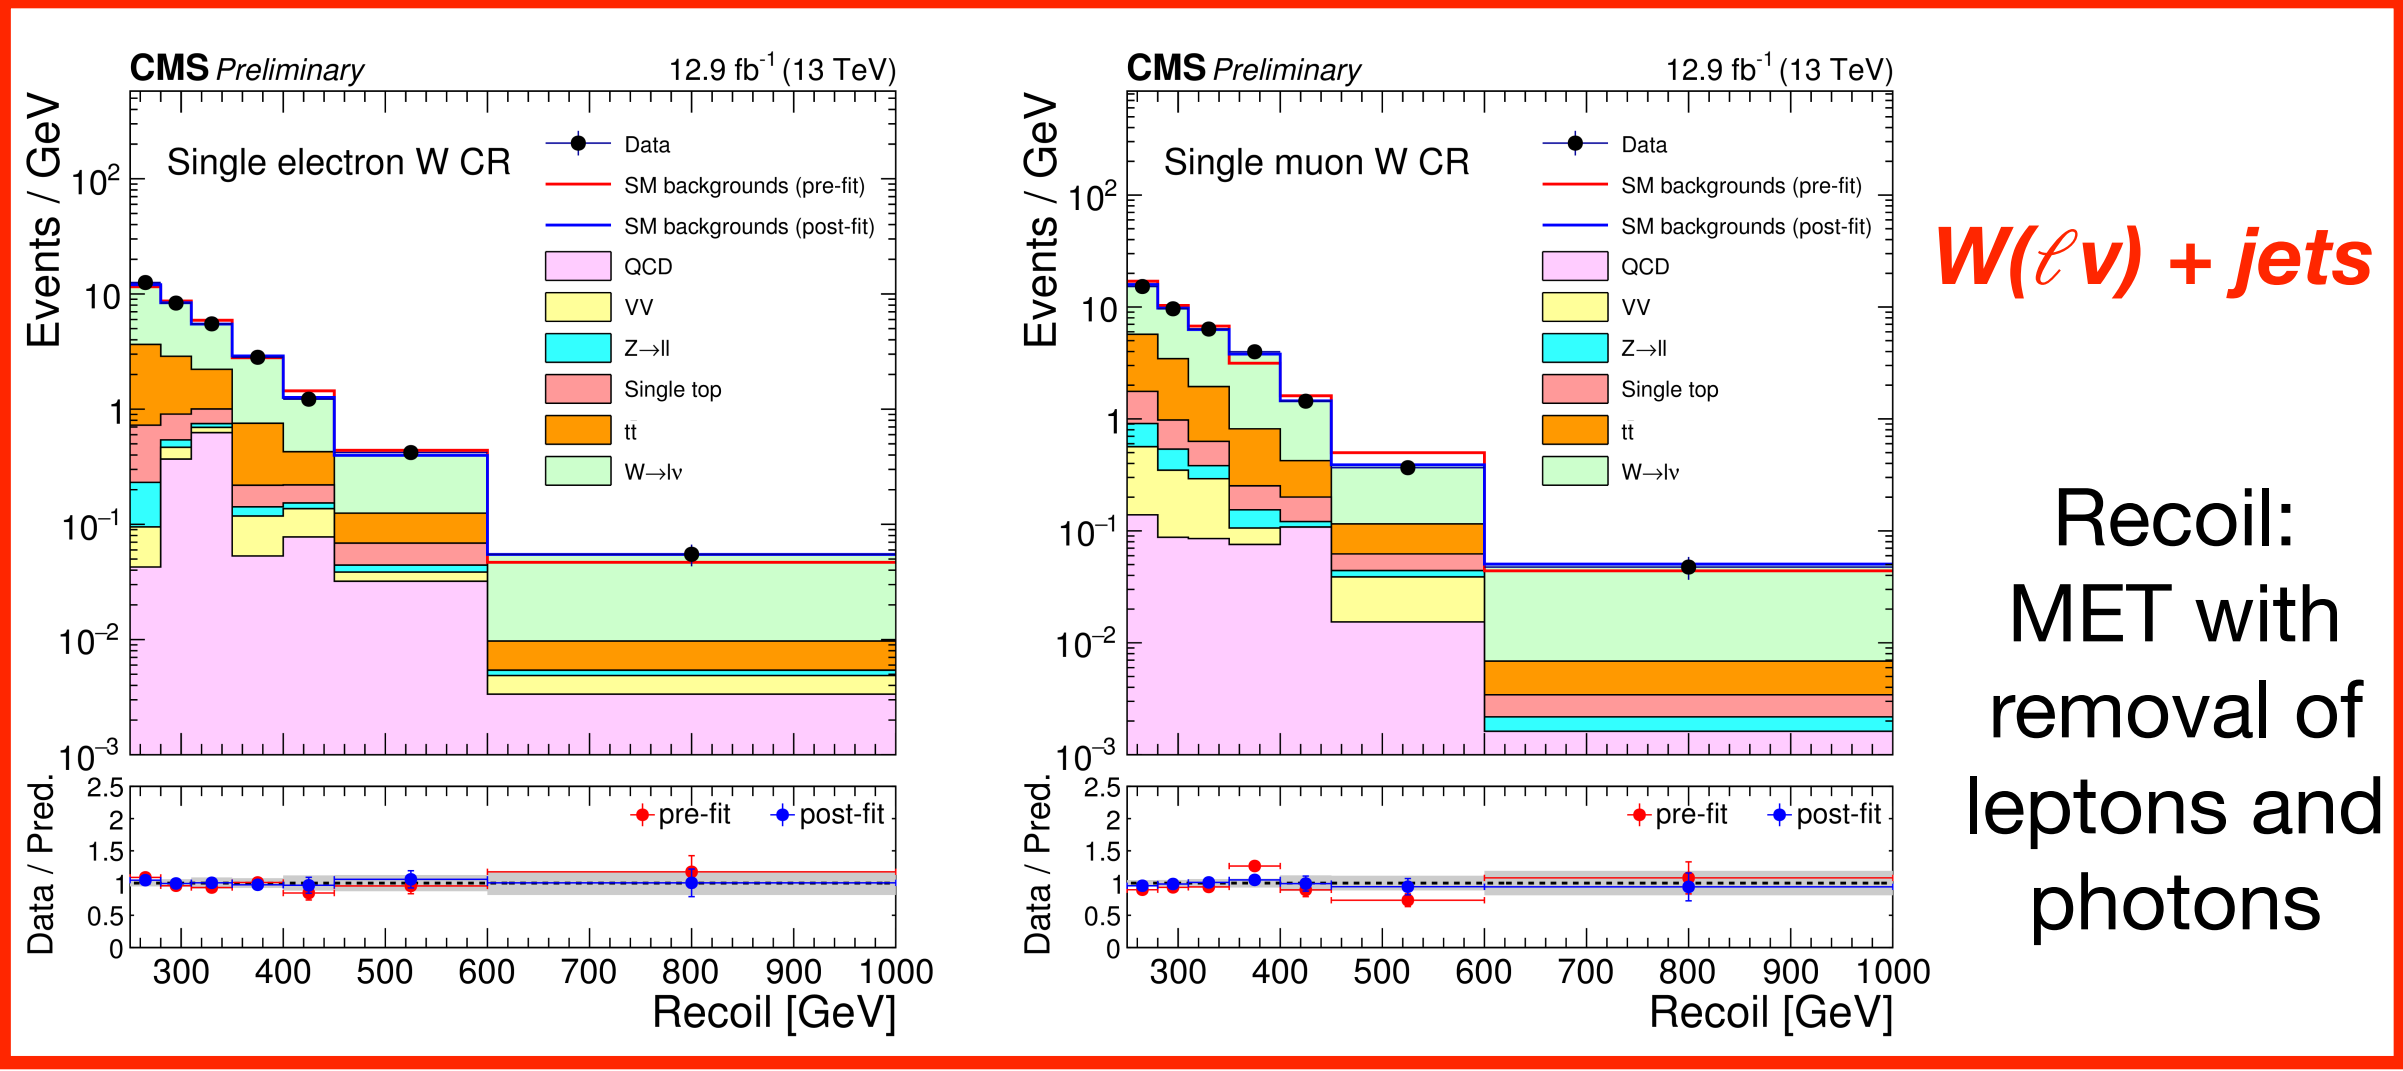 CMS Preliminary 12.9 fb⁻¹ (13 TeV)
Events / GeV
Single electron W CR
Data
SM backgrounds (pre-fit)
SM backgrounds (post-fit)
QCD
VV
Z→ll
Single top
tt
W→lν
10²
10
1
10⁻¹
10⁻²
10⁻³
Data / Pred.
pre-fit post-fit
2.5
2
1.5
1
0.5
0
300 400 500 600 700 800 900 1000
Recoil [GeV]
CMS Preliminary 12.9 fb⁻¹ (13 TeV)
Events / GeV
Single muon W CR
Data
SM backgrounds (pre-fit)
SM backgrounds (post-fit)
QCD
VV
Z→ll
Single top
tt
W→lν
10²
10
1
10⁻¹
10⁻²
10⁻³
Data / Pred.
pre-fit post-fit
2.5
2
1.5
1
0.5
0
300 400 500 600 700 800 900 1000
Recoil [GeV]
W(ℓν) + jets
Recoil:
MET with
removal of
leptons and
photons